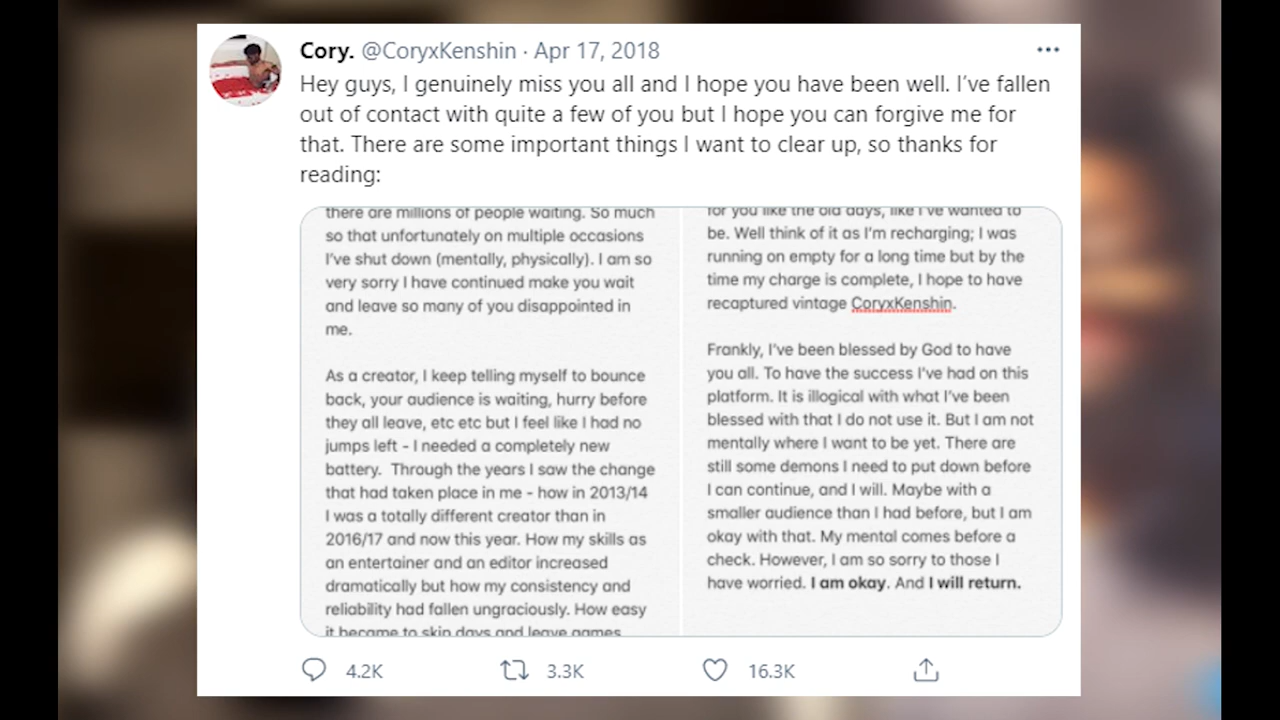 Cory. @CoryxKenshin · Apr 17, 2018
Hey guys, I genuinely miss you all and I hope you have been well. I've fallen
out of contact with quite a few of you but I hope you can forgive me for
that. There are some important things I want to clear up, so thanks for
reading:
there are millions of people waiting. So much
so that unfortunately on multiple occasions
I've shut down (mentally, physically). I am so
very sorry I have continued make you wait
and leave so many of you disappointed in
me.
As a creator, I keep telling myself to bounce
back, your audience is waiting, hurry before
they all leave, etc etc but I feel like I had no
jumps left - I needed a completely new
battery. Through the years I saw the change
that had taken place in me - how in 2013/14
I was a totally different creator than in
2016/17 and now this year. How my skills as
an entertainer and an editor increased
dramatically but how my consistency and
reliability had fallen ungraciously. How easy
it became to skip days and leave games
for you like the old days, like I've wanted to
be. Well think of it as I'm recharging; I was
running on empty for a long time but by the
time my charge is complete, I hope to have
recaptured vintage CoryxKenshin.
Frankly, I've been blessed by God to have
you all. To have the success I've had on this
platform. It is illogical with what I've been
blessed with that I do not use it. But I am not
mentally where I want to be yet. There are
still some demons I need to put down before
I can continue, and I will. Maybe with a
smaller audience than I had before, but I am
okay with that. My mental comes before a
check. However, I am so sorry to those I
have worried. I am okay. And I will return.
4.2K 3.3K 16.3K